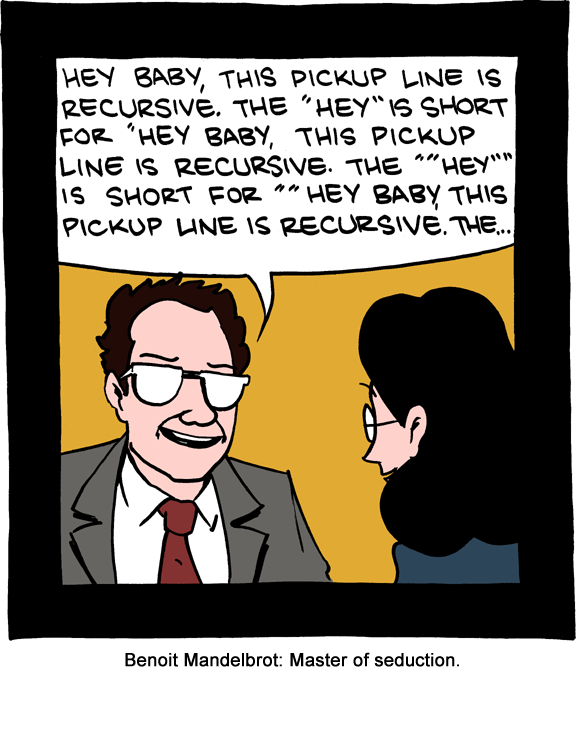 HEY BABY, THIS PICKUP LINE IS
RECURSIVE. THE "HEY" IS SHORT
FOR "HEY BABY, THIS PICKUP
LINE IS RECURSIVE. THE ""HEY""
IS SHORT FOR ""HEY BABY, THIS
PICKUP LINE IS RECURSIVE. THE...
Benoit Mandelbrot: Master of seduction.